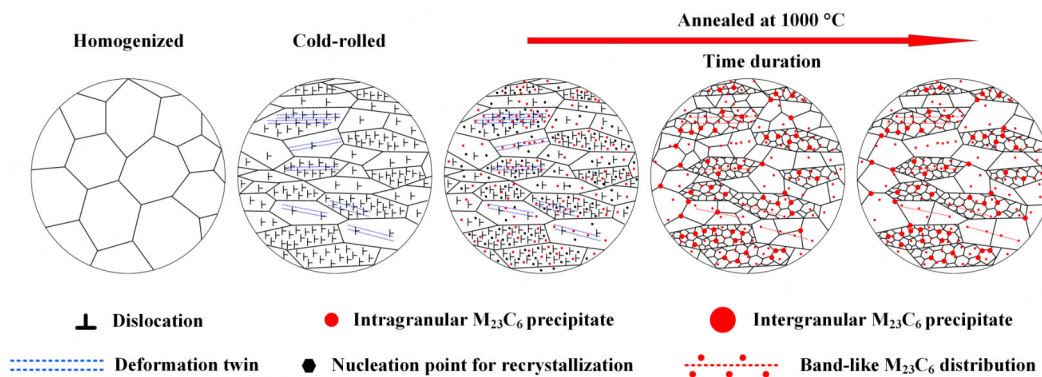 Annealed at 1000 °C
Homogenized
Cold-rolled
Time duration
Dislocation
Intragranular M₂₃C₆ precipitate
Intergranular M₂₃C₆ precipitate
Deformation twin
Nucleation point for recrystallization
Band-like M₂₃C₆ distribution